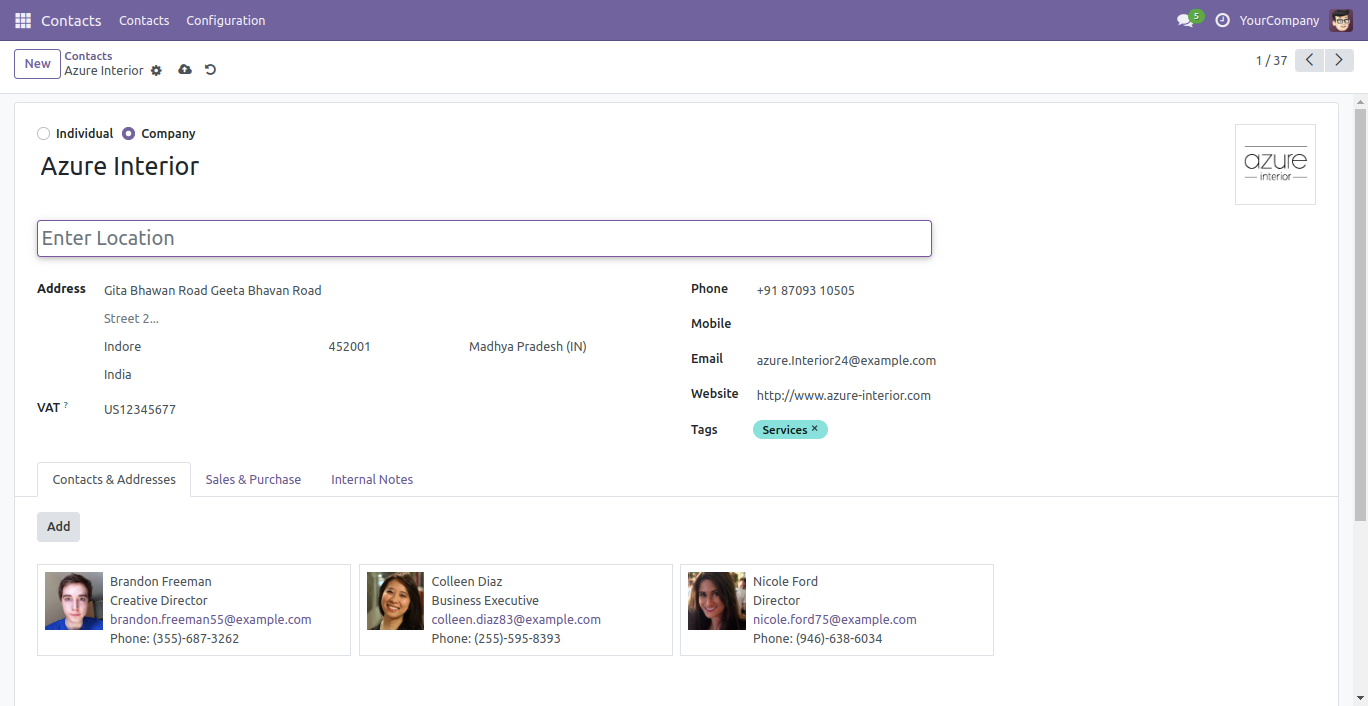 Contacts Contacts Configuration 5 YourCompany
New Contacts
Azure Interior 1 / 37
Individual Company
Azure Interior
azure
interior
Enter Location
Address Gita Bhawan Road Geeta Bhavan Road
Street 2...
Indore 452001 Madhya Pradesh (IN)
India
VAT ? US12345677
Phone +91 87093 10505
Mobile
Email azure.Interior24@example.com
Website http://www.azure-interior.com
Tags Services ×
Contacts & Addresses Sales & Purchase Internal Notes
Add
Brandon Freeman
Creative Director
brandon.freeman55@example.com
Phone: (355)-687-3262
Colleen Diaz
Business Executive
colleen.diaz83@example.com
Phone: (255)-595-8393
Nicole Ford
Director
nicole.ford75@example.com
Phone: (946)-638-6034